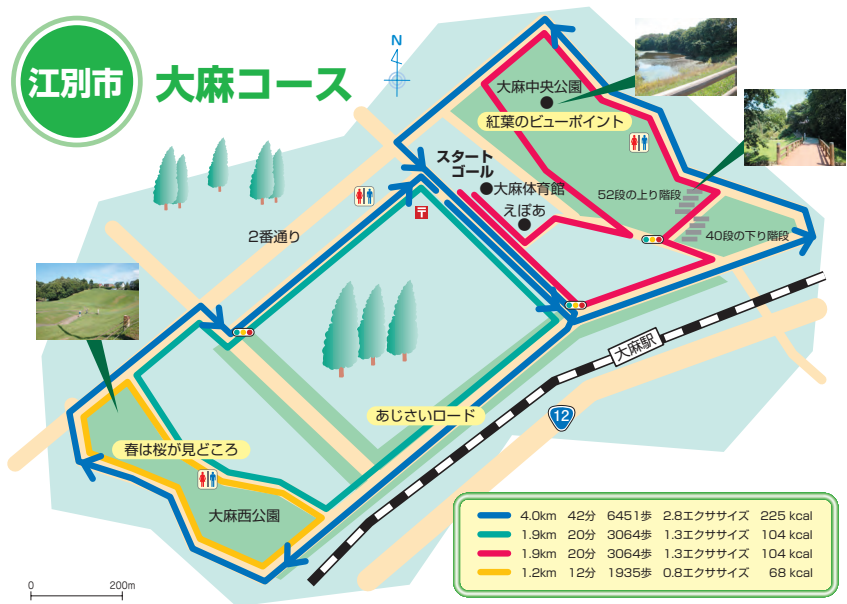 江別市
大麻コース
N
大麻中央公園
紅葉のビューポイント
スタート
ゴール
大麻体育館
えぽあ
52段の上り階段
40段の下り階段
〒
2番通り
大麻駅
あじさいロード
12
春は桜が見どころ
大麻西公園
4.0km 42分 6451歩 2.8エクササイズ 225 kcal
1.9km 20分 3064歩 1.3エクササイズ 104 kcal
1.9km 20分 3064歩 1.3エクササイズ 104 kcal
1.2km 12分 1935歩 0.8エクササイズ 68 kcal
0 200m